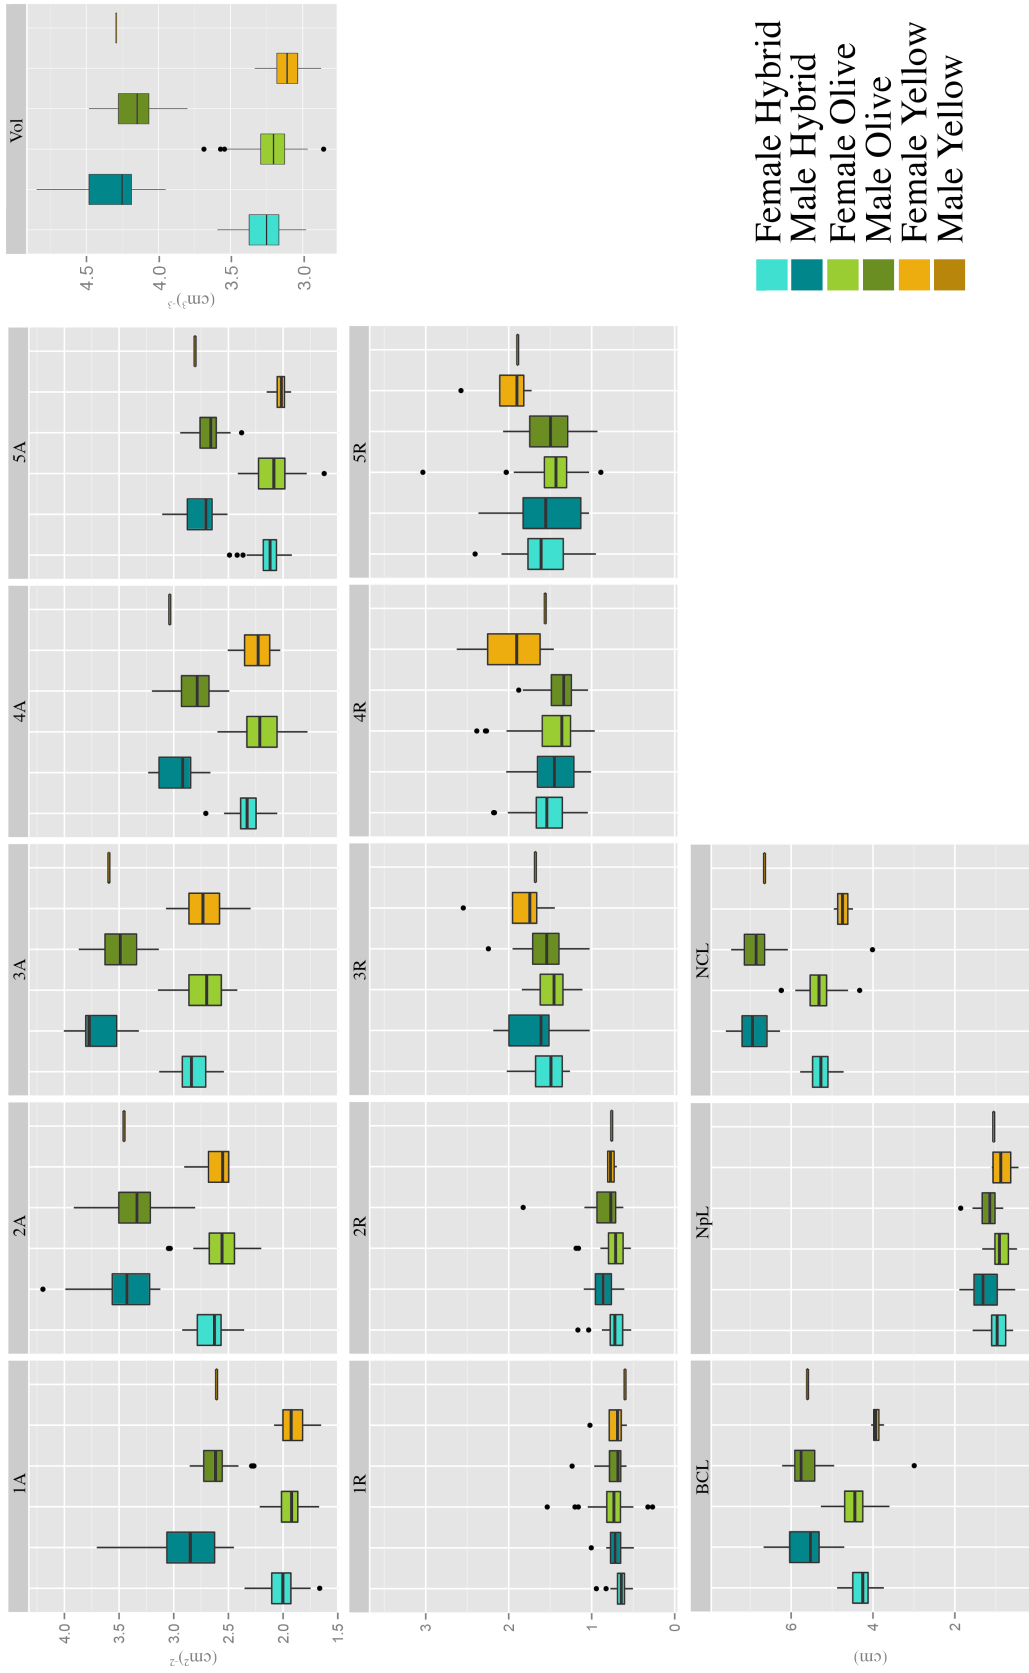 1A
2A
3A
4A
5A
Vol
4.0
3.5
3.0
2.5
2.0
1.5
(cm²)⁻²
4.5
4.0
3.5
3.0
(cm³)⁻³
1R
2R
3R
4R
5R
3
2
1
0
BCL
NpL
NCL
6
4
2
(cm)
Female Hybrid
Male Hybrid
Female Olive
Male Olive
Female Yellow
Male Yellow